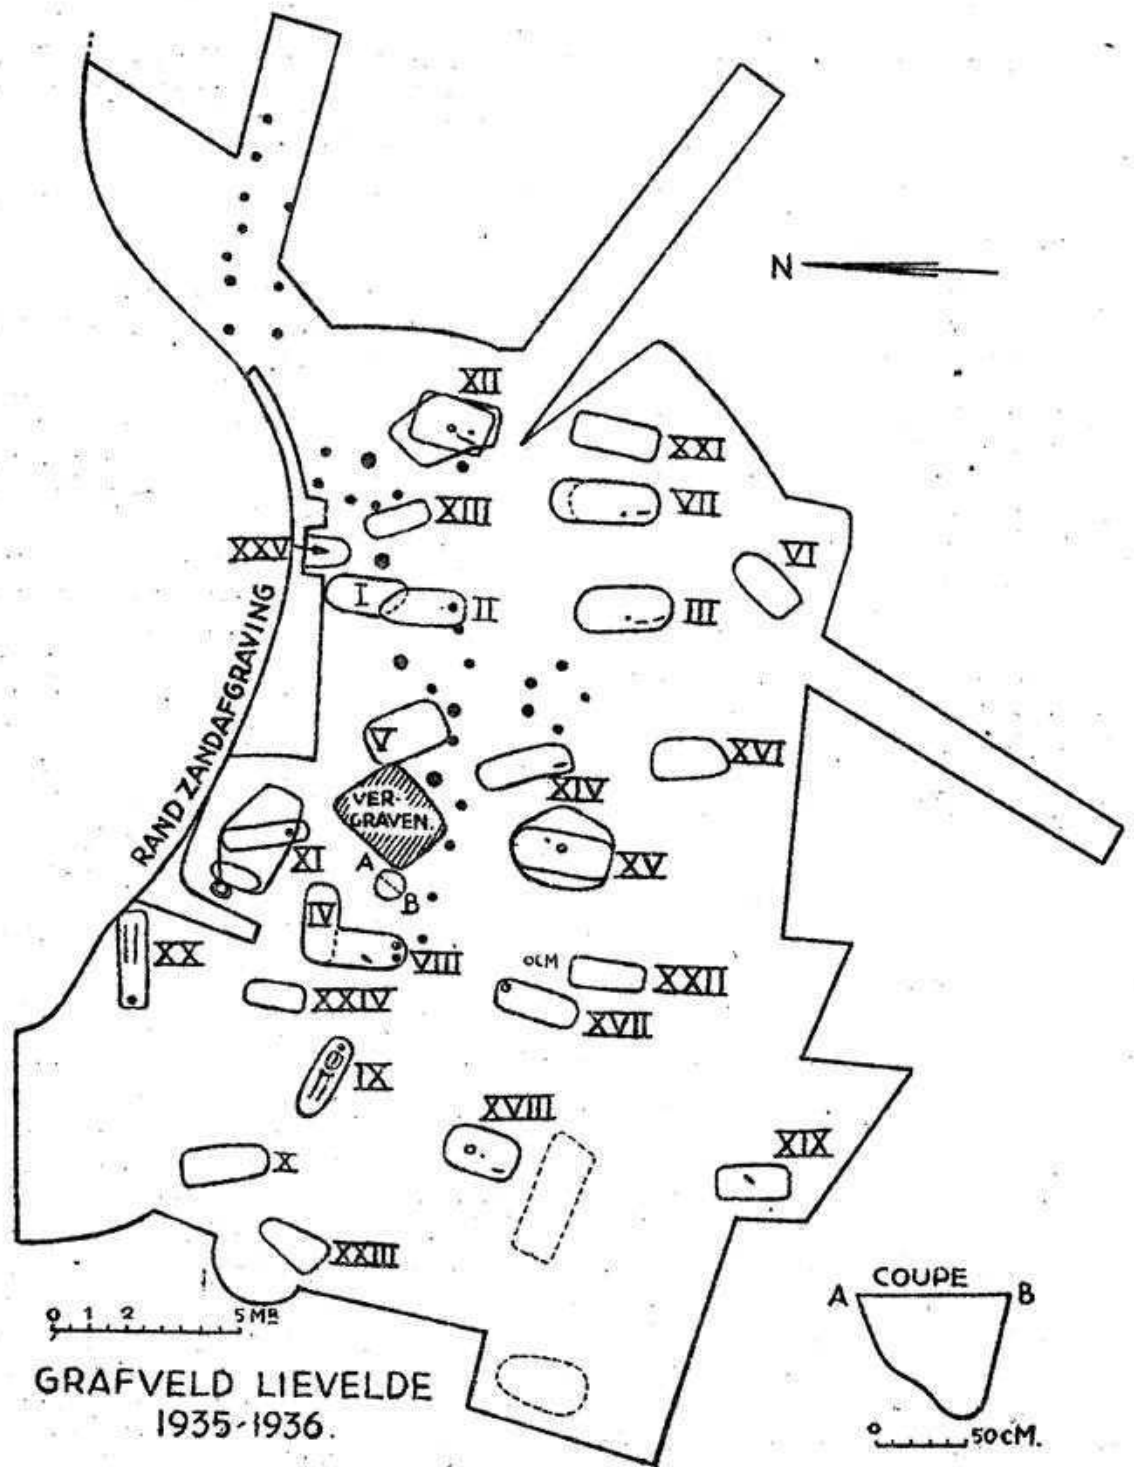 N
XII
XXI
XIII
VII
XXV
VI
I
II
III
RAND ZANDAFGRAVING
V
XVI
XIV
VER-
GRAVEN.
XI
A
XV
B
IV
VIII
XX
OCM
XXII
XXIV
XVII
IX
XVIII
X
XIX
XXIII
COUPE
A
B
0 1 2 5 MR
GRAFVELD LIEVELDE
1935-1936.
0 50CM.